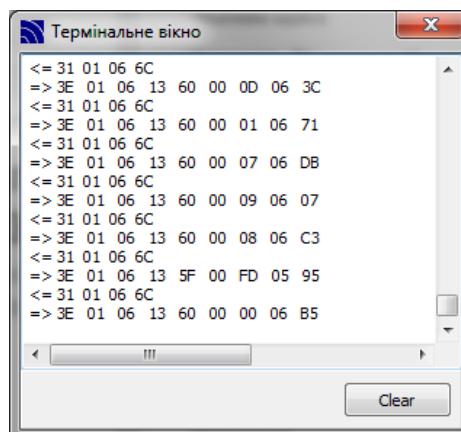 Термінальне вікно
<= 31 01 06 6C
=> 3E 01 06 13 60 00 0D 06 3C
<= 31 01 06 6C
=> 3E 01 06 13 60 00 01 06 71
<= 31 01 06 6C
=> 3E 01 06 13 60 00 07 06 DB
<= 31 01 06 6C
=> 3E 01 06 13 60 00 09 06 07
<= 31 01 06 6C
=> 3E 01 06 13 60 00 08 06 C3
<= 31 01 06 6C
=> 3E 01 06 13 5F 00 FD 05 95
<= 31 01 06 6C
=> 3E 01 06 13 60 00 00 06 B5
Clear